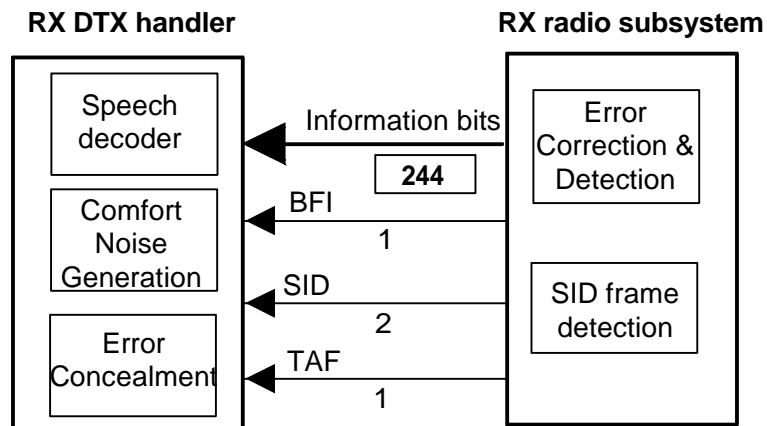 RX DTX handler
RX radio subsystem
Speech
decoder
Information bits
244
Error
Correction &
Detection
Comfort
Noise
Generation
BFI
1
SID
2
SID frame
detection
Error
Concealment
TAF
1